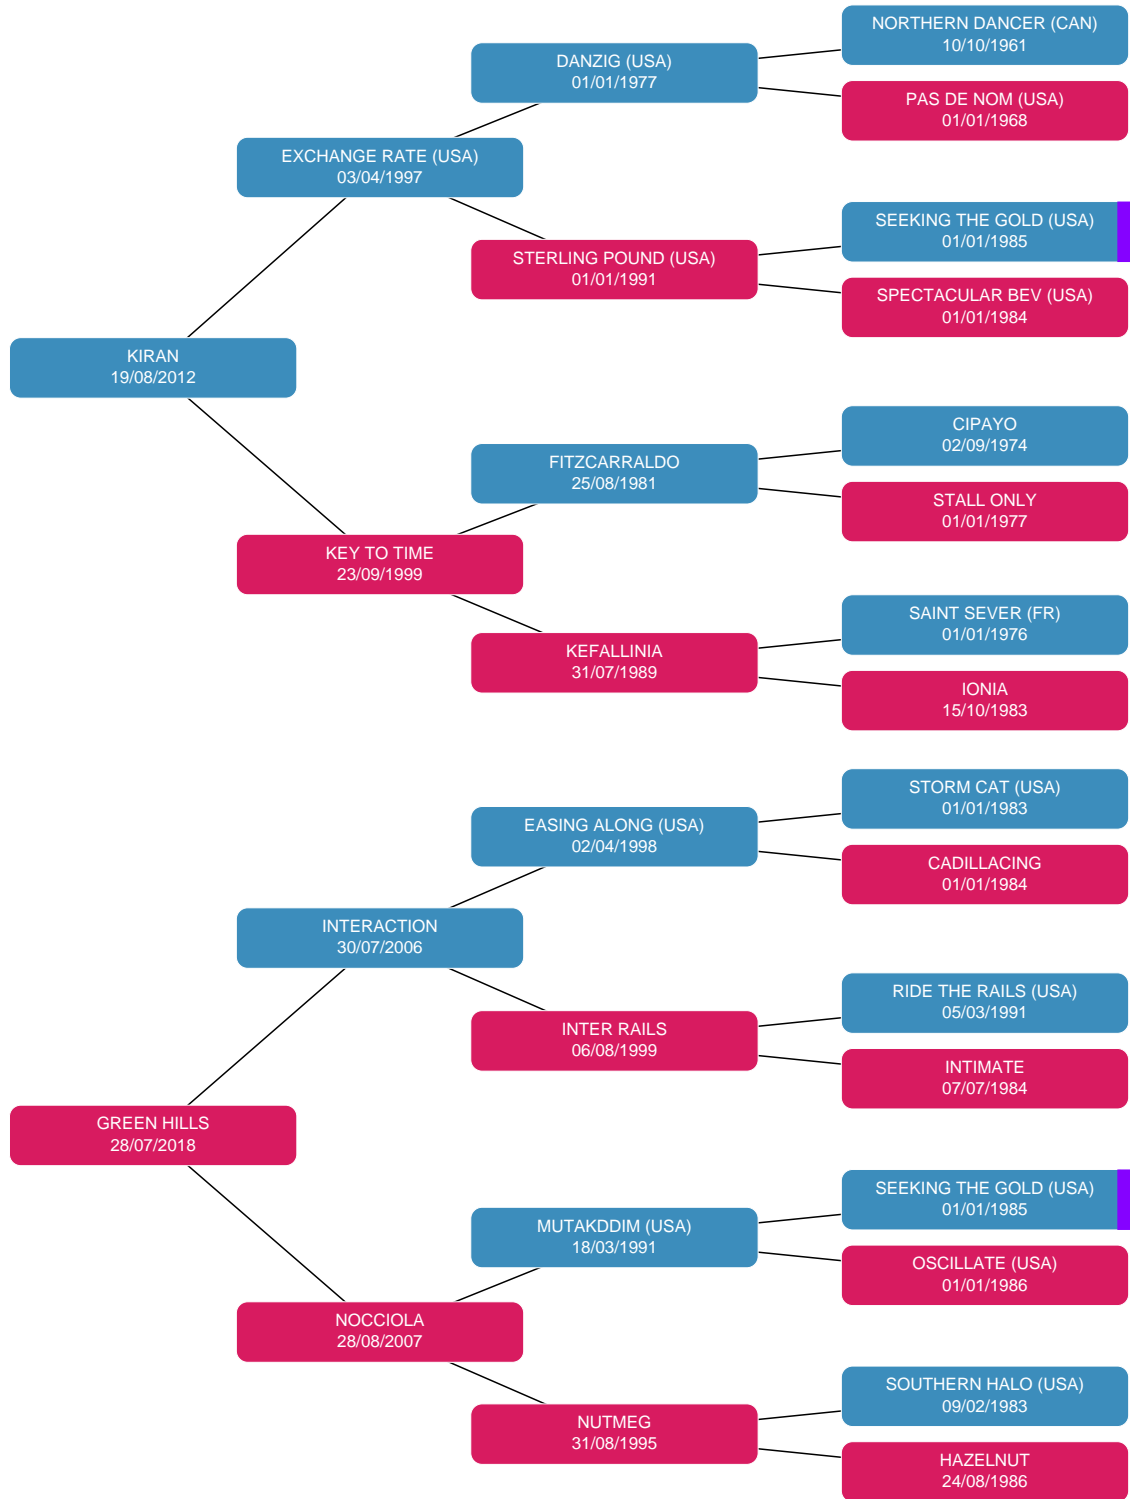 NORTHERN DANCER (CAN)
10/10/1961
DANZIG (USA)
01/01/1977
PAS DE NOM (USA)
01/01/1968
EXCHANGE RATE (USA)
03/04/1997
SEEKING THE GOLD (USA)
01/01/1985
STERLING POUND (USA)
01/01/1991
SPECTACULAR BEV (USA)
01/01/1984
KIRAN
19/08/2012
CIPAYO
02/09/1974
FITZCARRALDO
25/08/1981
STALL ONLY
01/01/1977
KEY TO TIME
23/09/1999
SAINT SEVER (FR)
01/01/1976
KEFALLINIA
31/07/1989
IONIA
15/10/1983
STORM CAT (USA)
01/01/1983
EASING ALONG (USA)
02/04/1998
CADILLACING
01/01/1984
INTERACTION
30/07/2006
RIDE THE RAILS (USA)
05/03/1991
INTER RAILS
06/08/1999
INTIMATE
07/07/1984
GREEN HILLS
28/07/2018
SEEKING THE GOLD (USA)
01/01/1985
MUTAKDDIM (USA)
18/03/1991
OSCILLATE (USA)
01/01/1986
NOCCIOLA
28/08/2007
SOUTHERN HALO (USA)
09/02/1983
NUTMEG
31/08/1995
HAZELNUT
24/08/1986